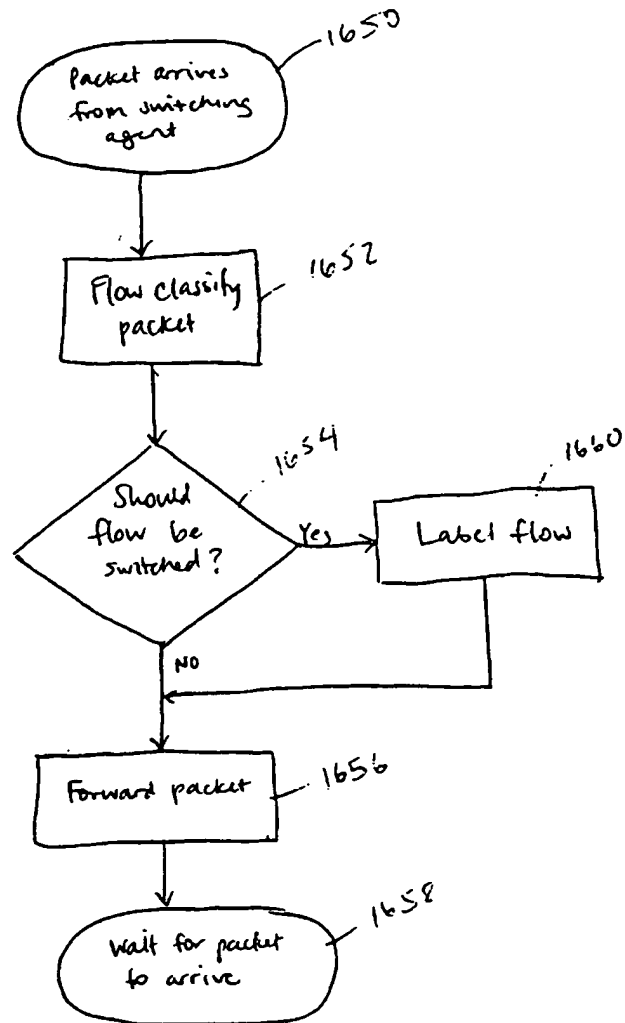 1650
Packet arrives
from switching
agent
1652
Flow classify
packet
1654
Should
flow be
switched?
Yes
1660
Label flow
NO
1656
Forward packet
1658
Wait for packet
to arrive